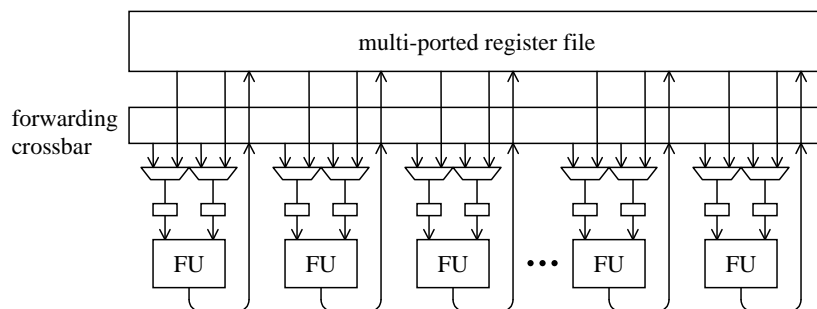 multi-ported register file
forwarding
crossbar
FU FU FU ••• FU FU